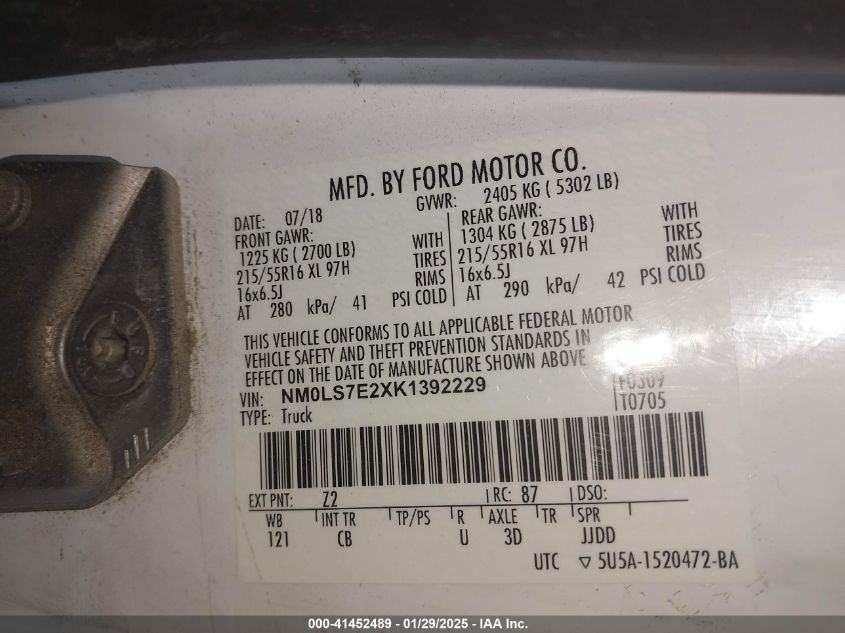 MFD. BY FORD MOTOR CO.
DATE: 07/18 GVWR: 2405 KG ( 5302 LB)
FRONT GAWR: REAR GAWR:
1225 KG ( 2700 LB) WITH 1304 KG ( 2875 LB) WITH
215/55R16 XL 97H TIRES 215/55R16 XL 97H TIRES
16x6.5J RIMS 16x6.5J RIMS
AT 280 kPa/ 41 PSI COLD AT 290 kPa/ 42 PSI COLD
THIS VEHICLE CONFORMS TO ALL APPLICABLE FEDERAL MOTOR
VEHICLE SAFETY AND THEFT PREVENTION STANDARDS IN
EFFECT ON THE DATE OF MANUFACTURE SHOWN ABOVE
VIN: NM0LS7E2XK1392229 F0309
TYPE: Truck T0705
EXT PNT: Z2 RC: 87 DSO:
WB INT TR TP/PS R AXLE TR SPR
121 CB U 3D JJDD
UTC ▽ 5U5A-1520472-BA
000-41452489 - 01/29/2025 - IAA Inc.